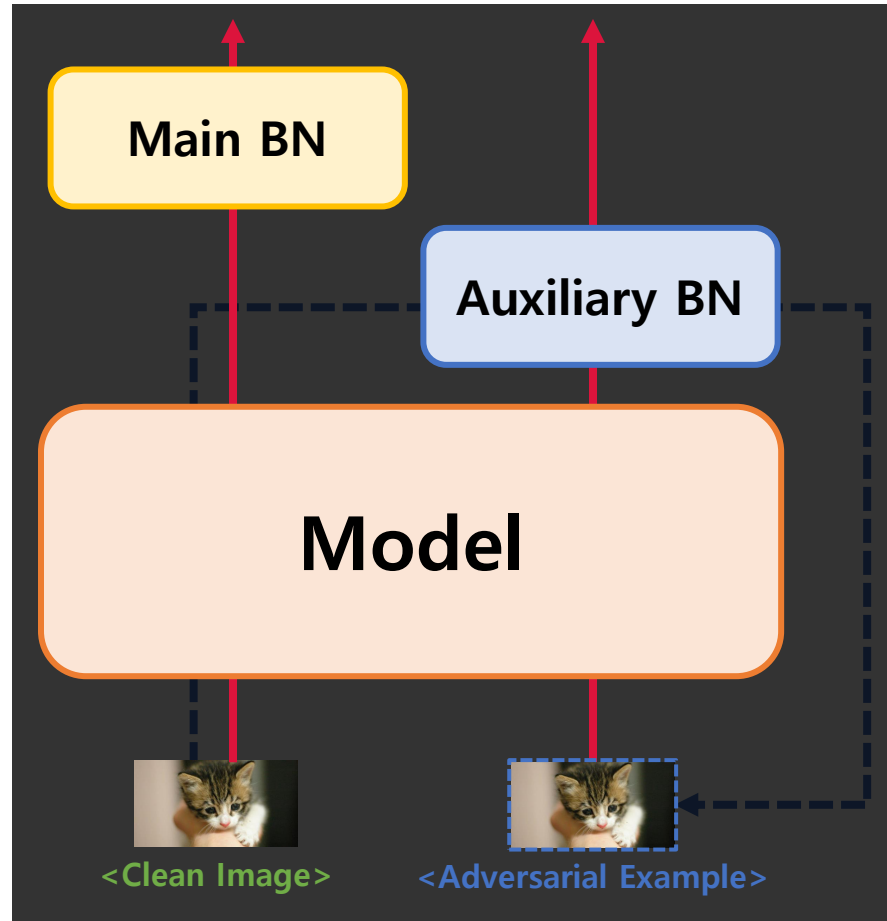 Main BN
Auxiliary BN
Model
<Clean Image>
<Adversarial Example>